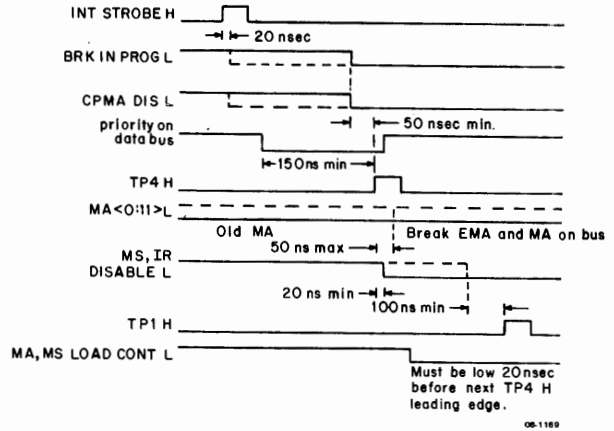 INT STROBE H
20 nsec
BRK IN PROG L
CPMA DIS L
50 nsec min.
priority on
data bus
150ns min
TP4 H
MA<0:11>L
Old MA
Break EMA and MA on bus
50 ns max
MS, IR
DISABLE L
20 ns min
100ns min
TP1 H
MA, MS LOAD CONT L
Must be low 20nsec
before next TP4 H
leading edge.
08-1169